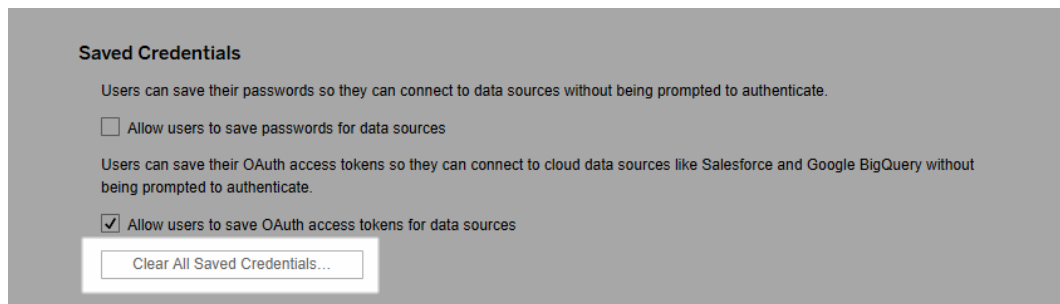 Saved Credentials
Users can save their passwords so they can connect to data sources without being prompted to authenticate.
Allow users to save passwords for data sources
Users can save their OAuth access tokens so they can connect to cloud data sources like Salesforce and Google BigQuery without
being prompted to authenticate.
Allow users to save OAuth access tokens for data sources
Clear All Saved Credentials...